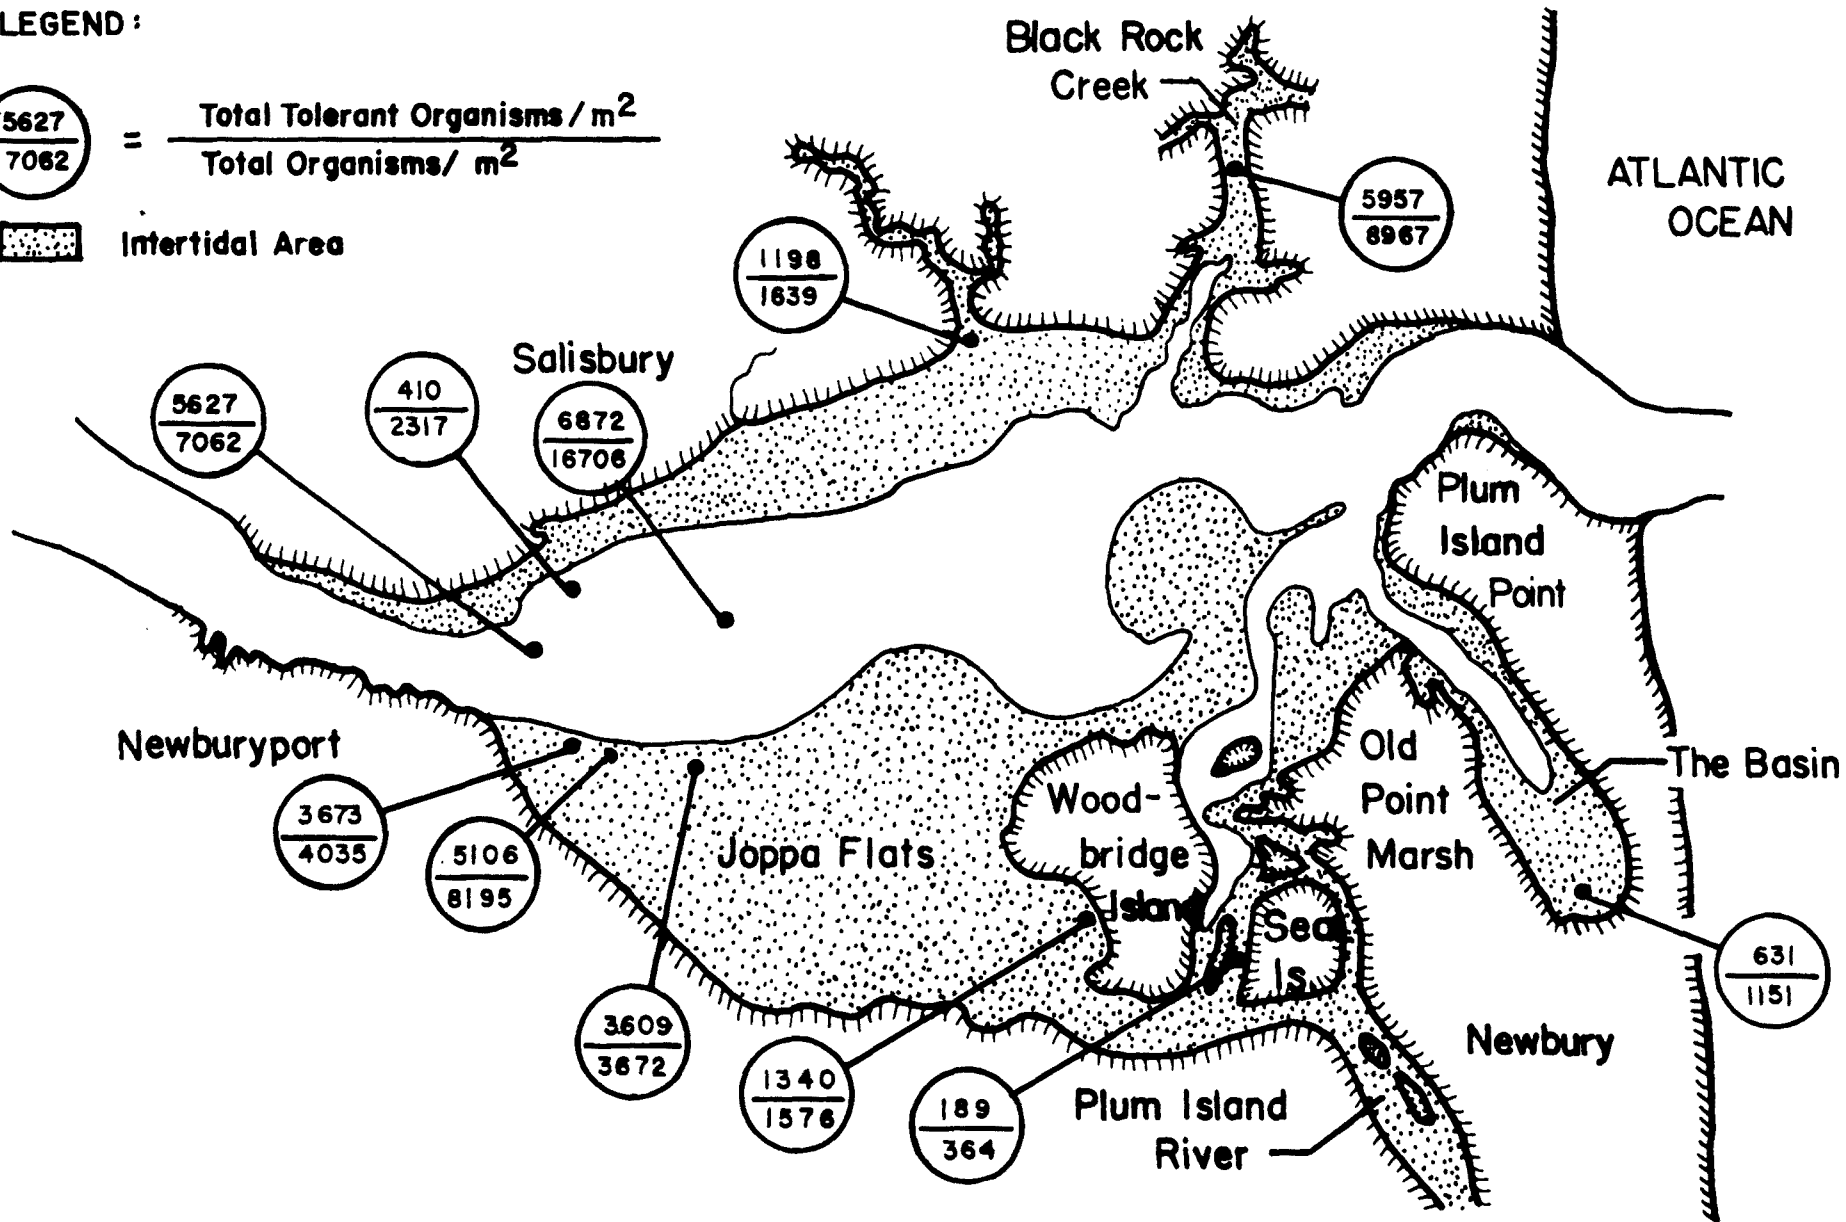 LEGEND:
5627
7062
=
Total Tolerant Organisms/m²
Total Organisms/ m²
Intertidal Area
Black Rock
Creek
ATLANTIC
OCEAN
5957
8967
1198
1639
Salisbury
5627
7062
410
2317
6872
16706
Plum
Island
Point
Newburyport
3673
4035
5106
8195
Joppa Flats
Wood-
bridge
Island
Old
Point
Marsh
The Basin
Sea
Is.
631
1151
3609
3672
1340
1576
189
364
Plum Island
River
Newbury